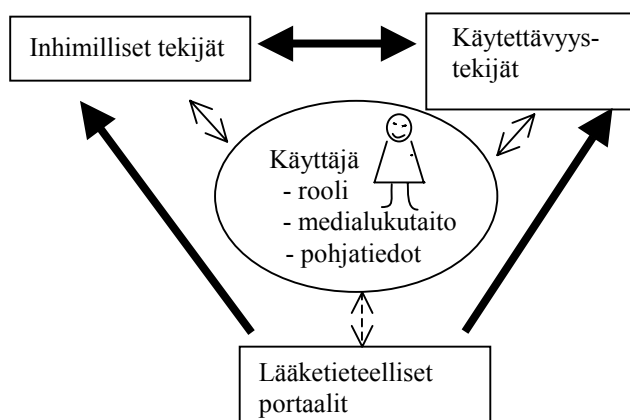 Inhimilliset tekijät
Käytettävyys-
tekijät
Käyttäjä
- rooli
- medialukutaito
- pohjatiedot
Lääketieteelliset
portaalit